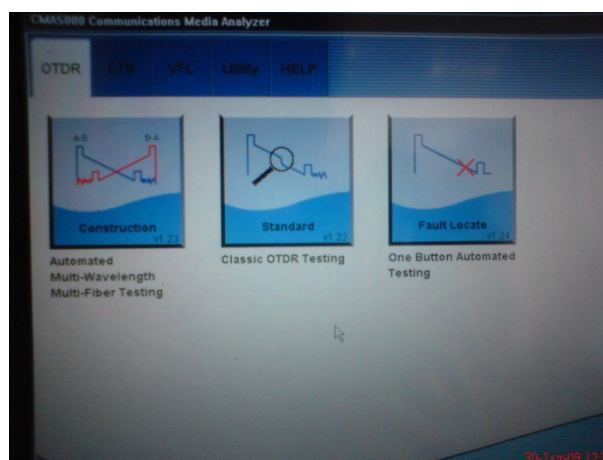 CMA5000 Communications Media Analyzer
OTDR LTS VFL Utility HELP
A-B B-A
Construction
v1.23
Standard
v1.22
Fault Locate
v1.24
Automated
Multi-Wavelength
Multi-Fiber Testing
Classic OTDR Testing
One Button Automated
Testing